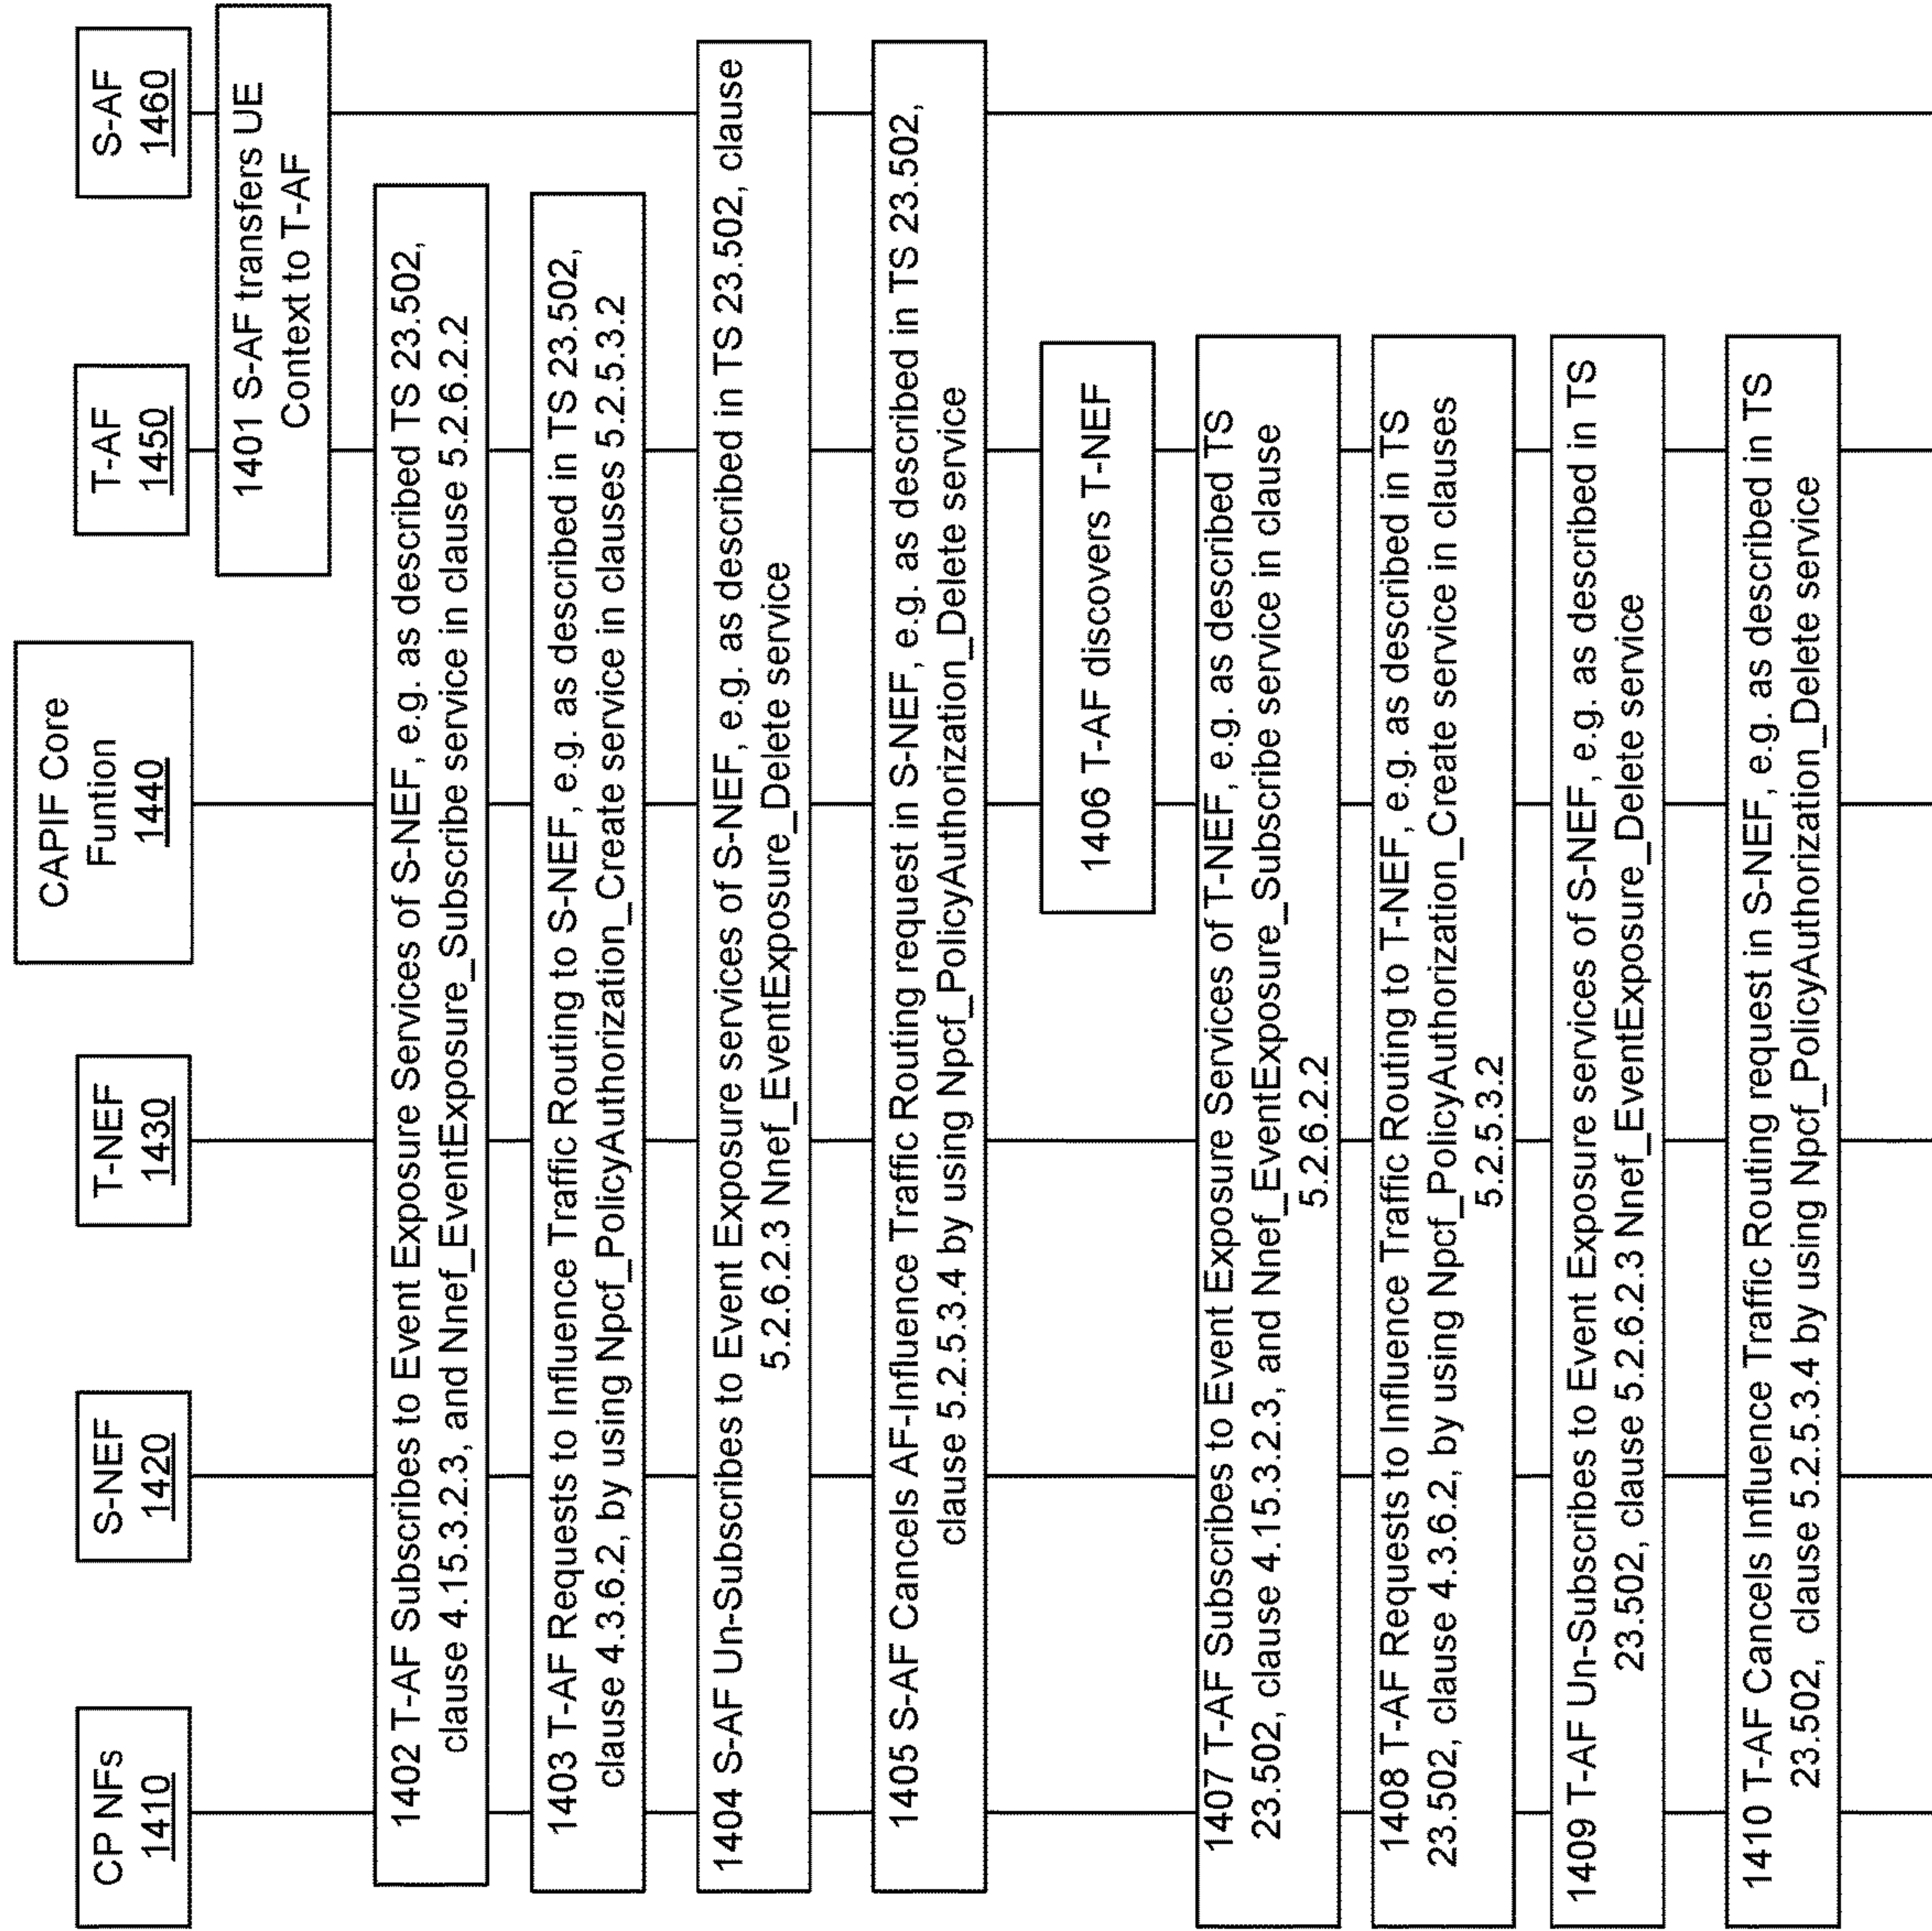 CP NFs
1410
S-NEF
1420
T-NEF
1430
CAPIF Core
Funtion
1440
T-AF
1450
S-AF
1460
1401 S-AF transfers UE
Context to T-AF
1402 T-AF Subscribes to Event Exposure Services of S-NEF, e.g. as described TS 23.502,
clause 4.15.3.2.3, and Nnef_EventExposure_Subscribe service in clause 5.2.6.2.2
1403 T-AF Requests to Influence Traffic Routing to S-NEF, e.g. as described in TS 23.502,
clause 4.3.6.2, by using Npcf_PolicyAuthorization_Create service in clauses 5.2.5.3.2
1404 S-AF Un-Subscribes to Event Exposure services of S-NEF, e.g. as described in TS 23.502, clause
5.2.6.2.3 Nnef_EventExposure_Delete service
1405 S-AF Cancels AF-Influence Traffic Routing request in S-NEF, e.g. as described in TS 23.502,
clause 5.2.5.3.4 by using Npcf_PolicyAuthorization_Delete service
1406 T-AF discovers T-NEF
1407 T-AF Subscribes to Event Exposure Services of T-NEF, e.g. as described TS
23.502, clause 4.15.3.2.3, and Nnef_EventExposure_Subscribe service in clause
5.2.6.2.2
1408 T-AF Requests to Influence Traffic Routing to T-NEF, e.g. as described in TS
23.502, clause 4.3.6.2, by using Npcf_PolicyAuthorization_Create service in clauses
5.2.5.3.2
1409 T-AF Un-Subscribes to Event Exposure services of S-NEF, e.g. as described in TS
23.502, clause 5.2.6.2.3 Nnef_EventExposure_Delete service
1410 T-AF Cancels Influence Traffic Routing request in S-NEF, e.g. as described in TS
23.502, clause 5.2.5.3.4 by using Npcf_PolicyAuthorization_Delete service